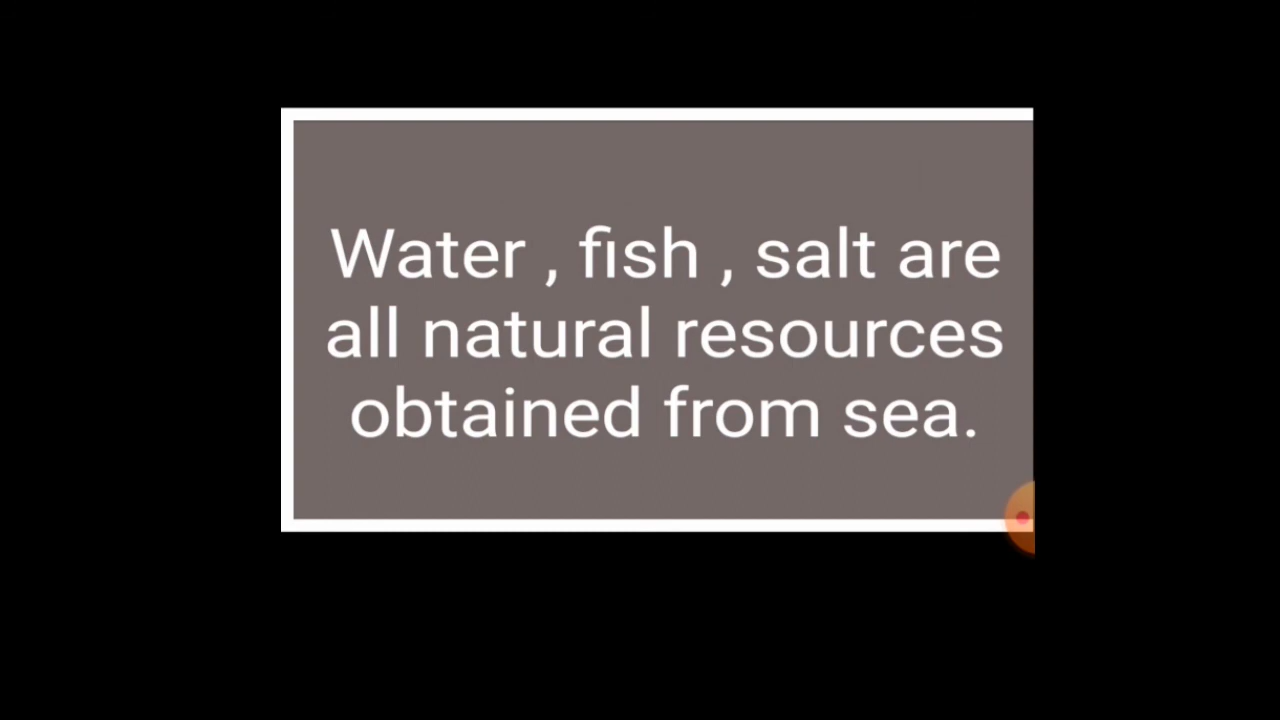 Water , fish , salt are
all natural resources
obtained from sea.